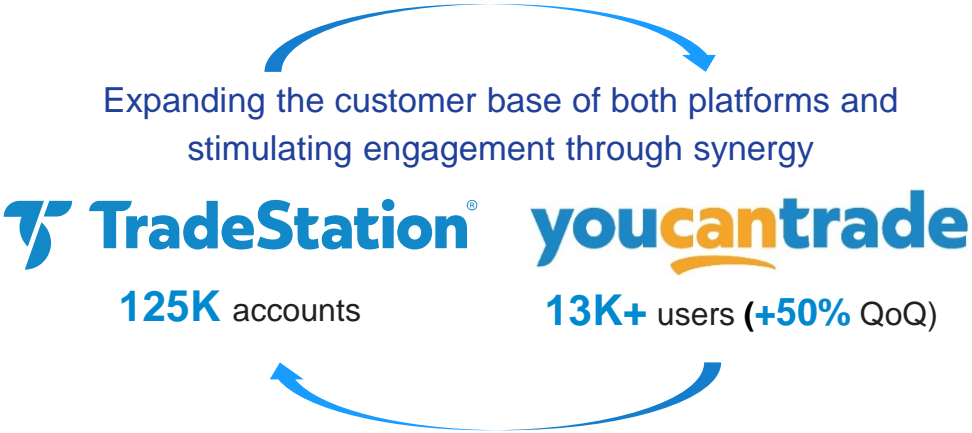 Expanding the customer base of both platforms and
stimulating engagement through synergy
TradeStation®
youcantrade
125K accounts
13K+ users (+50% QoQ)